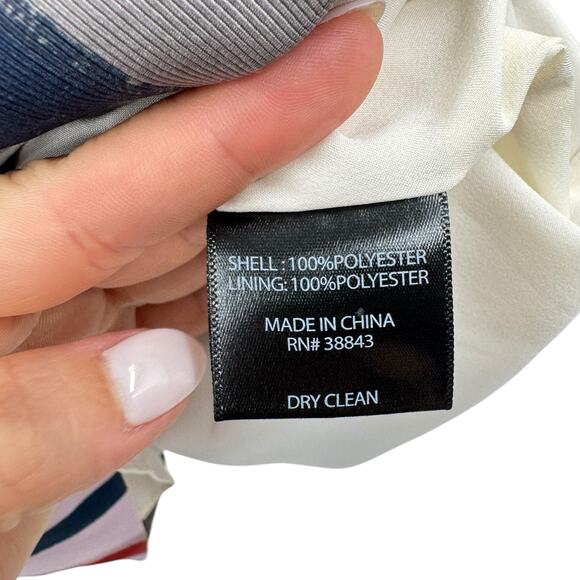 SHELL :100%POLYESTER
LINING:100%POLYESTER
MADE IN CHINA
RN# 38843
DRY CLEAN